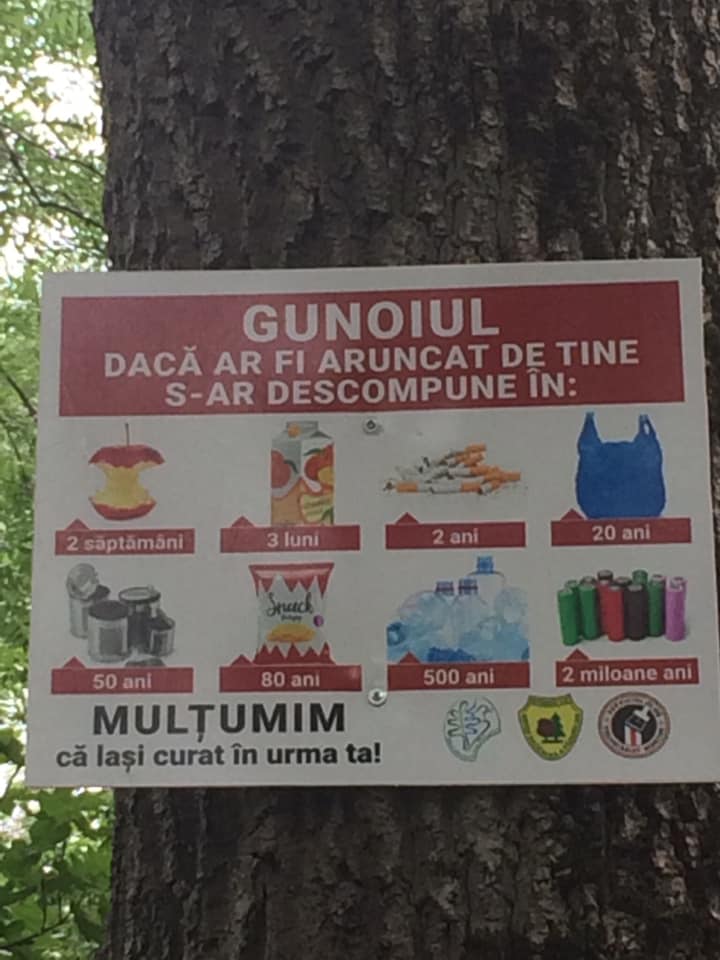 GUNOIUL
DACĂ AR FI ARUNCAT DE TINE
S-AR DESCOMPUNE ÎN:
2 săptămâni
3 luni
2 ani
20 ani
Snack
50 ani
80 ani
500 ani
2 miloane ani
MULȚUMIM
că lași curat în urma ta!